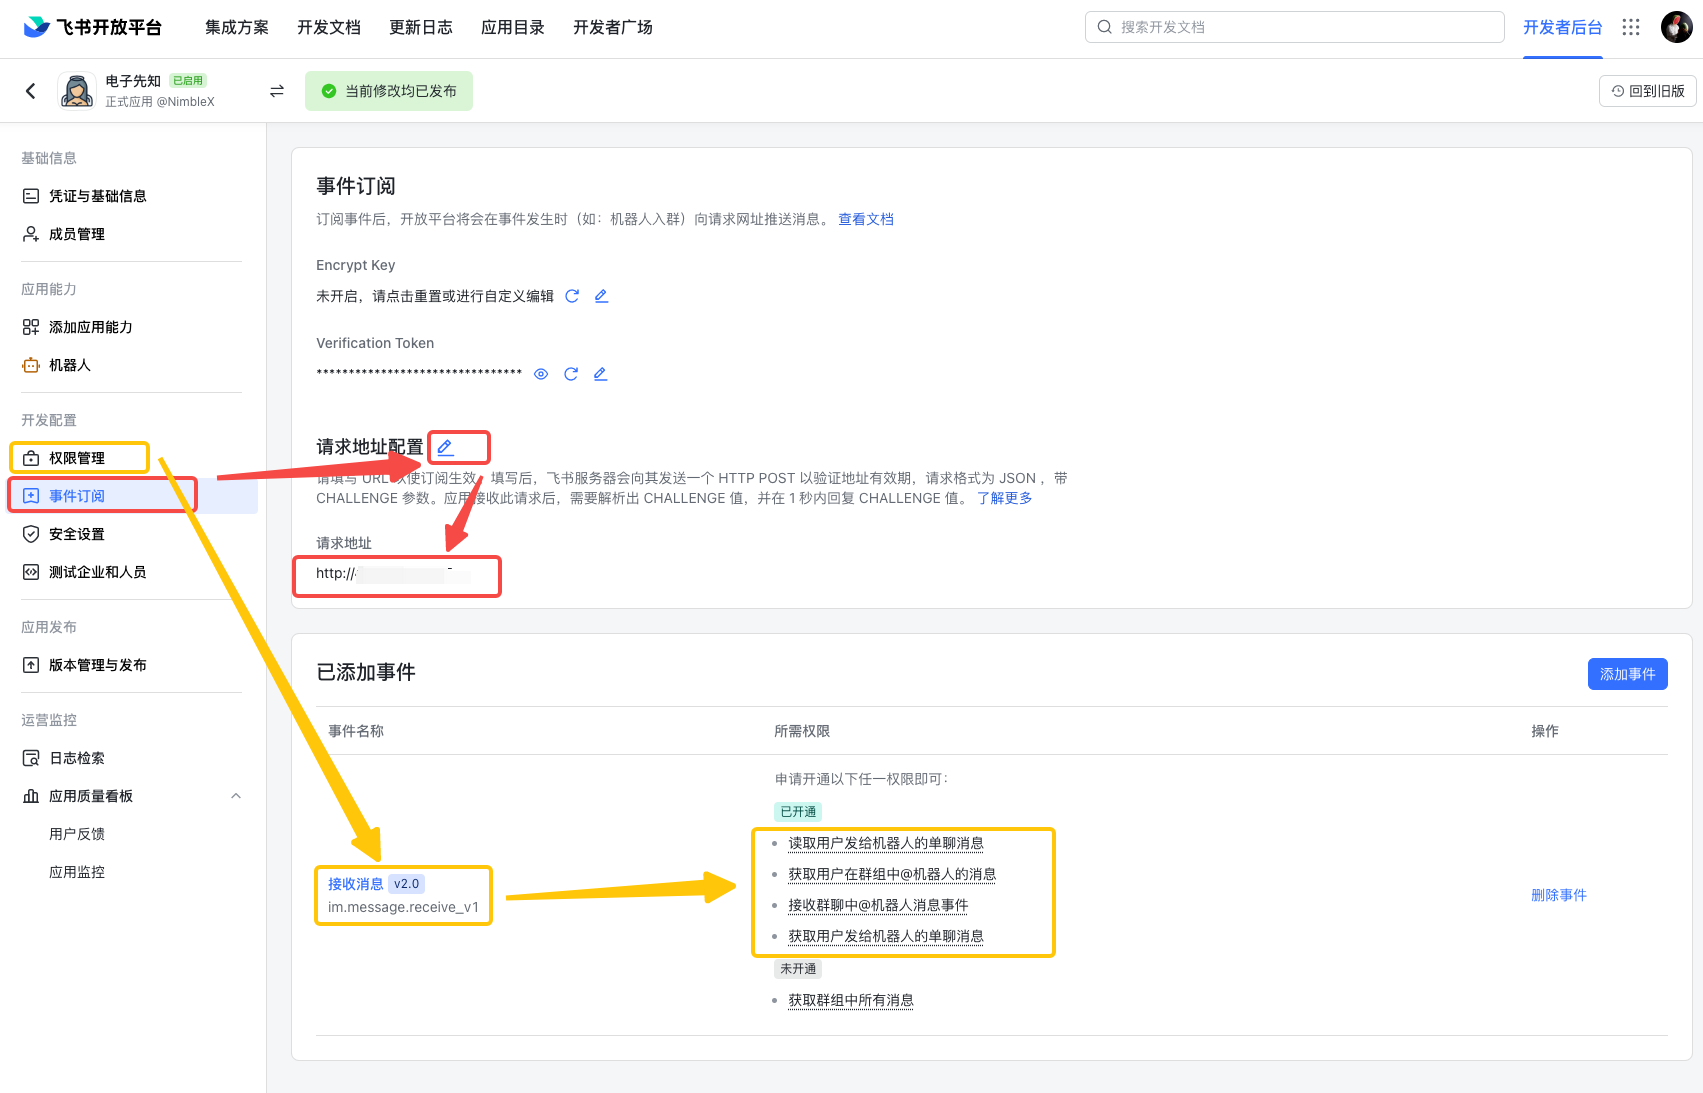 飞书开放平台
集成方案
开发文档
更新日志
应用目录
开发者广场
搜索开发文档
开发者后台
电子先知
已启用
正式应用 @NimbleX
当前修改均已发布
回到旧版
基础信息
凭证与基础信息
成员管理
应用能力
添加应用能力
机器人
开发配置
权限管理
事件订阅
安全设置
测试企业和人员
应用发布
版本管理与发布
运营监控
日志检索
应用质量看板
用户反馈
应用监控
事件订阅
订阅事件后，开放平台将会在事件发生时（如：机器人入群）向请求网址推送消息。 查看文档
Encrypt Key
未开启，请点击重置或进行自定义编辑
Verification Token
********************************
请求地址配置
请填写 URL 以使订阅生效。填写后，飞书服务器会向其发送一个 HTTP POST 以验证地址有效期，请求格式为 JSON ，带
CHALLENGE 参数。应用接收此请求后，需要解析出 CHALLENGE 值，并在 1 秒内回复 CHALLENGE 值。 了解更多
请求地址
http://
已添加事件
添加事件
事件名称
所需权限
操作
申请开通以下任一权限即可：
已开通
读取用户发给机器人的单聊消息
获取用户在群组中@机器人的消息
接收群聊中@机器人消息事件
获取用户发给机器人的单聊消息
未开通
获取群组中所有消息
接收消息 v2.0
im.message.receive_v1
删除事件